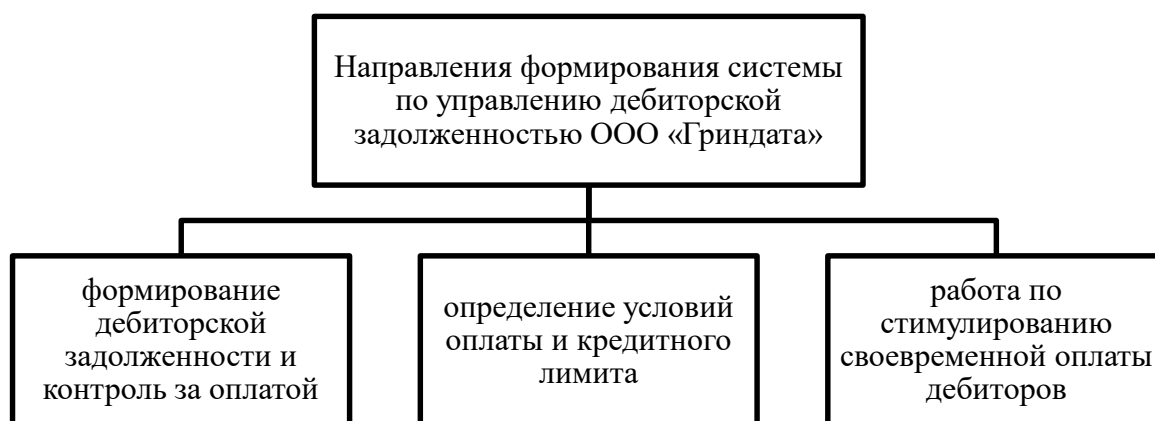 Направления формирования системы
по управлению дебиторской
задолженностью ООО «Гриндата»
формирование
дебиторской
задолженности и
контроль за оплатой
определение условий
оплаты и кредитного
лимита
работа по
стимулированию
своевременной оплаты
дебиторов